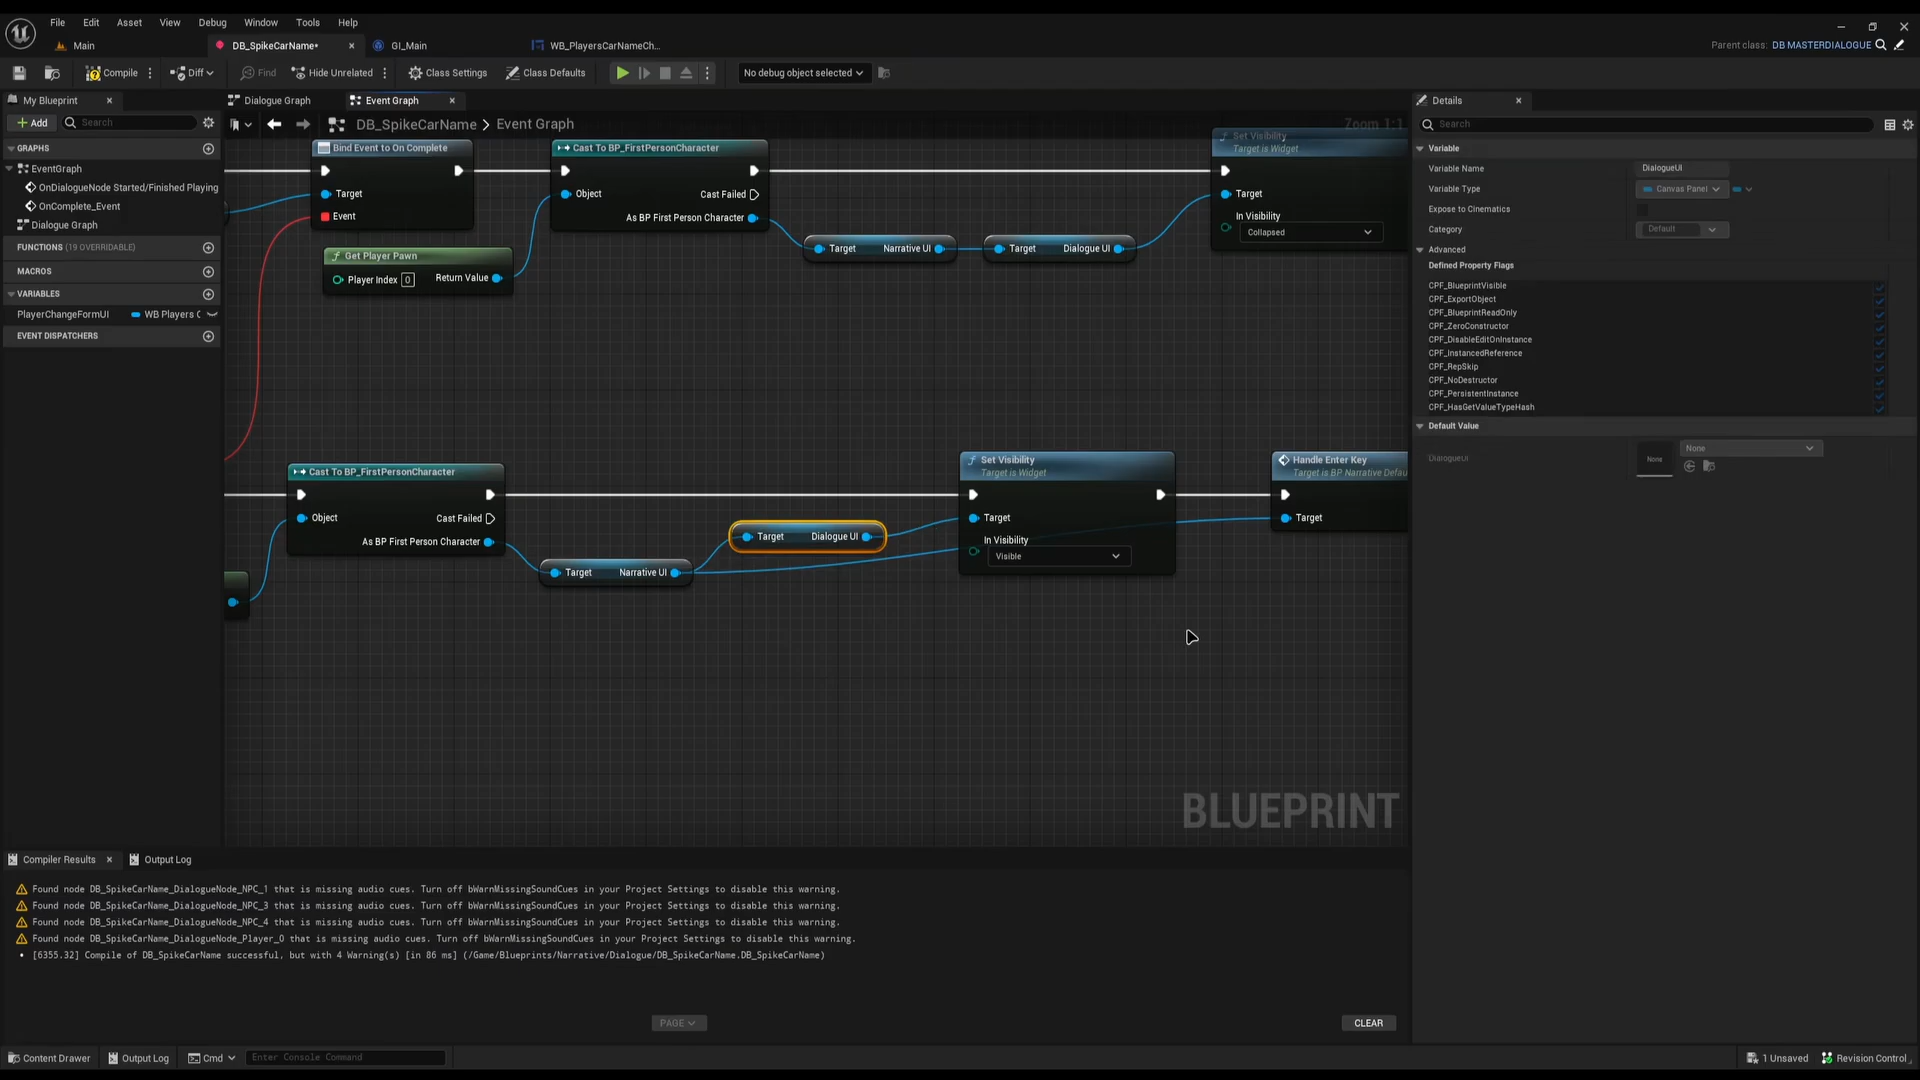 File Edit Asset View Debug Window Tools Help
Main
DB_SpikeCarName*
GI_Main
WB_PlayersCarNameCh...
Parent class: DB MASTERDIALOGUE
Compile
Diff
Find
Hide Unrelated
Class Settings
Class Defaults
No debug object selected
My Blueprint
Dialogue Graph
Event Graph
Details
Add
Search
DB_SpikeCarName > Event Graph
Zoom 1:1
Search
GRAPHS
EventGraph
OnDialogueNode Started/Finished Playing
OnComplete_Event
Dialogue Graph
FUNCTIONS (19 OVERRIDABLE)
MACROS
VARIABLES
PlayerChangeFormUI
WB Players C
EVENT DISPATCHERS
Bind Event to On Complete
Target
Event
Cast To BP_FirstPersonCharacter
Object
Cast Failed
As BP First Person Character
Get Player Pawn
Player Index 0
Return Value
Target Narrative UI
Target Dialogue UI
Set Visibility
Target is Widget
Target
In Visibility
Collapsed
Cast To BP_FirstPersonCharacter
Object
Cast Failed
As BP First Person Character
Target Narrative UI
Target Dialogue UI
Set Visibility
Target is Widget
Target
In Visibility
Visible
Handle Enter Key
Target is BP Narrative Defau
Target
BLUEPRINT
Variable
Variable Name DialogueUI
Variable Type Canvas Panel
Expose to Cinematics
Category Default
Advanced
Defined Property Flags
CPF_BlueprintVisible
CPF_ExportObject
CPF_BlueprintReadOnly
CPF_ZeroConstructor
CPF_DisableEditOnInstance
CPF_InstancedReference
CPF_RepSkip
CPF_NoDestructor
CPF_PersistentInstance
CPF_HasGetValueTypeHash
Default Value
DialogueUI
None
None
Compiler Results
Output Log
Found node DB_SpikeCarName_DialogueNode_NPC_1 that is missing audio cues. Turn off bWarnMissingSoundCues in your Project Settings to disable this warning.
Found node DB_SpikeCarName_DialogueNode_NPC_3 that is missing audio cues. Turn off bWarnMissingSoundCues in your Project Settings to disable this warning.
Found node DB_SpikeCarName_DialogueNode_NPC_4 that is missing audio cues. Turn off bWarnMissingSoundCues in your Project Settings to disable this warning.
Found node DB_SpikeCarName_DialogueNode_Player_0 that is missing audio cues. Turn off bWarnMissingSoundCues in your Project Settings to disable this warning.
[6355.32] Compile of DB_SpikeCarName successful, but with 4 Warning(s) [in 86 ms] (/Game/Blueprints/Narrative/Dialogue/DB_SpikeCarName.DB_SpikeCarName)
PAGE
CLEAR
Content Drawer
Output Log
Cmd
Enter Console Command
1 Unsaved
Revision Control